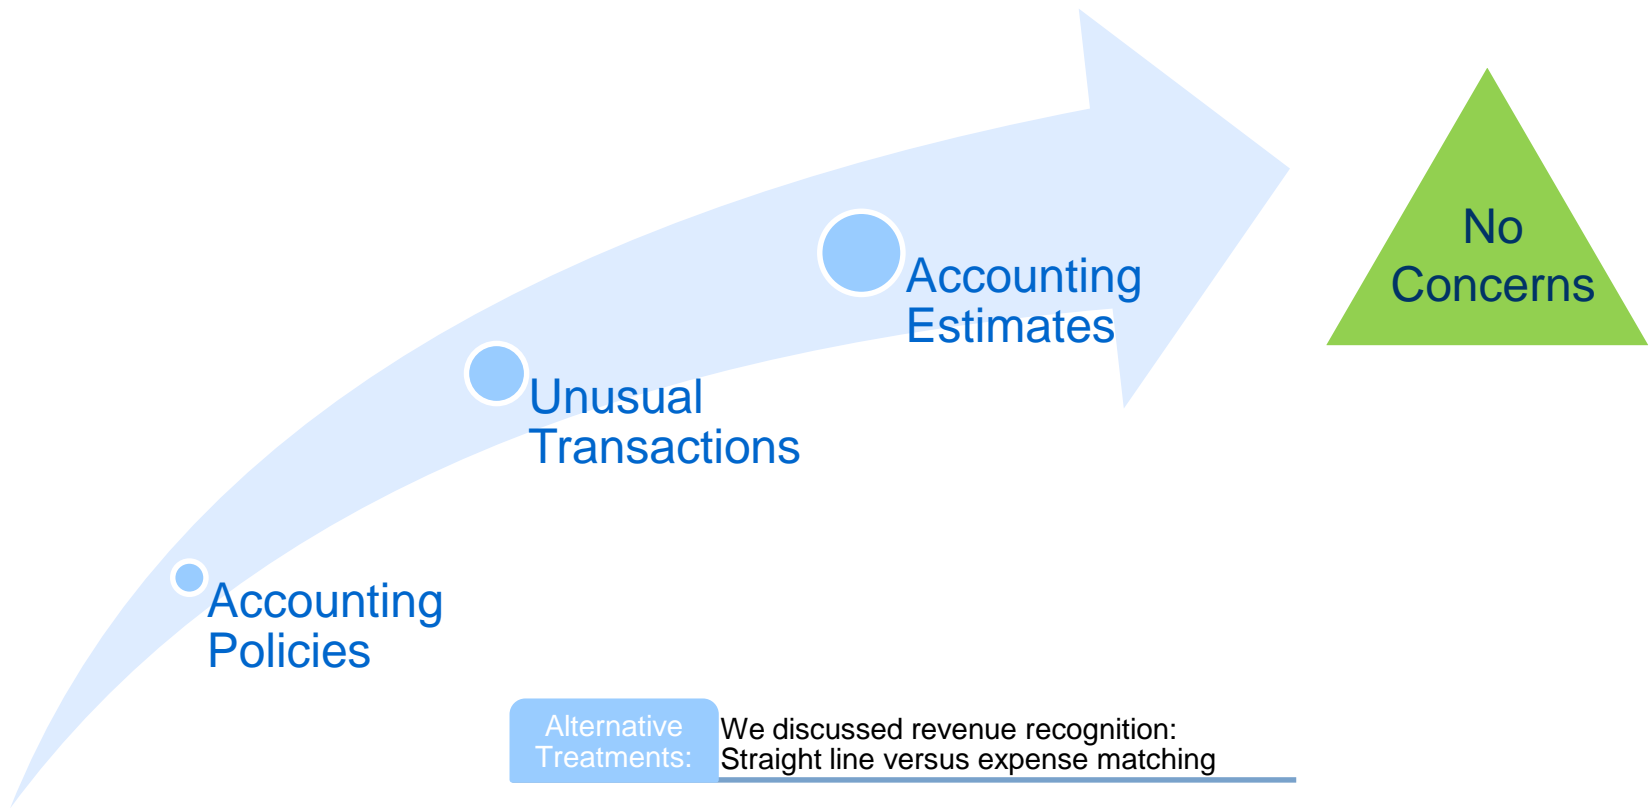 No
Concerns
Accounting
Estimates
Unusual
Transactions
Accounting
Policies
Alternative
Treatments:
We discussed revenue recognition:
Straight line versus expense matching